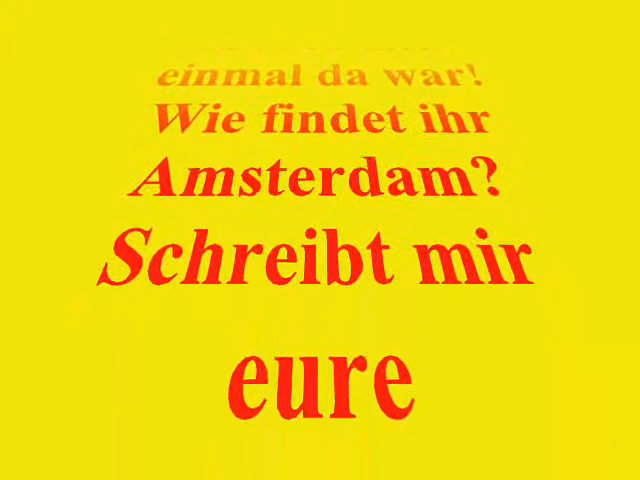 einmal da war!
Wie findet ihr
Amsterdam?
Schreibt mir
eure